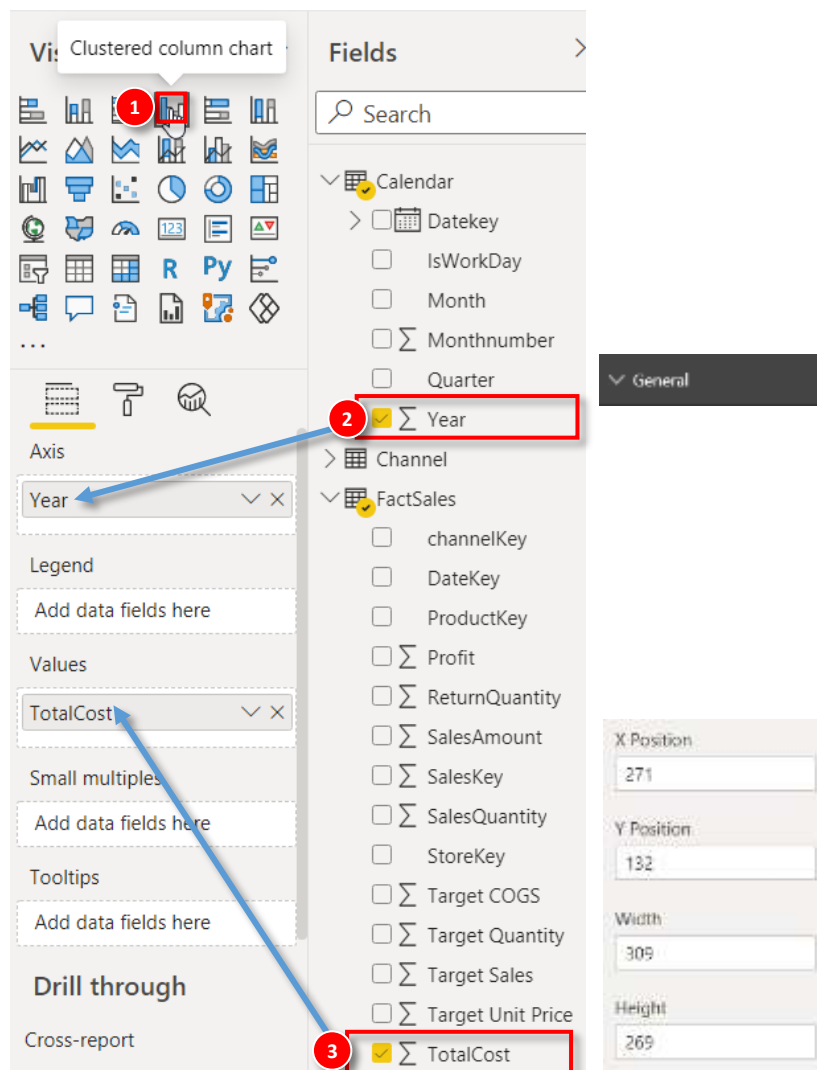 Vis
Clustered column chart
1
123
R
Py
...
Axis
Year
Legend
Add data fields here
Values
TotalCost
Small multiples
Add data fields here
Tooltips
Add data fields here
Drill through
Cross-report
Fields
Search
Calendar
Datekey
IsWorkDay
Month
Monthnumber
Quarter
2
Year
Channel
FactSales
channelKey
DateKey
ProductKey
Profit
ReturnQuantity
SalesAmount
SalesKey
SalesQuantity
StoreKey
Target COGS
Target Quantity
Target Sales
Target Unit Price
3
TotalCost
General
X Position
271
Y Position
132
Width
309
Height
269